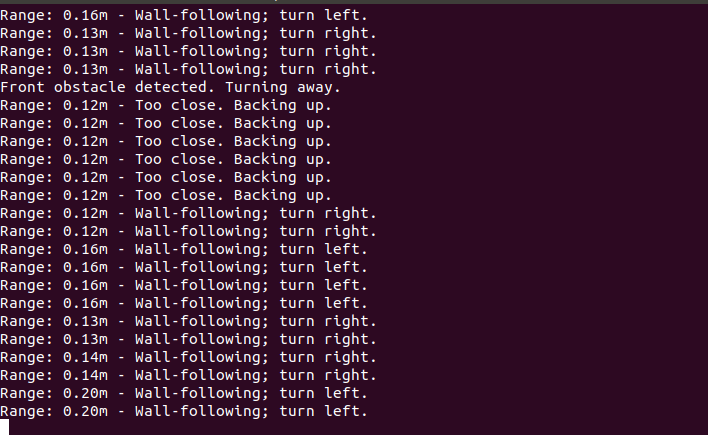 Range: 0.16m - Wall-following; turn left.
Range: 0.13m - Wall-following; turn right.
Range: 0.13m - Wall-following; turn right.
Range: 0.13m - Wall-following; turn right.
Front obstacle detected. Turning away.
Range: 0.12m - Too close. Backing up.
Range: 0.12m - Too close. Backing up.
Range: 0.12m - Too close. Backing up.
Range: 0.12m - Too close. Backing up.
Range: 0.12m - Too close. Backing up.
Range: 0.12m - Too close. Backing up.
Range: 0.12m - Wall-following; turn right.
Range: 0.12m - Wall-following; turn right.
Range: 0.16m - Wall-following; turn left.
Range: 0.16m - Wall-following; turn left.
Range: 0.16m - Wall-following; turn left.
Range: 0.16m - Wall-following; turn left.
Range: 0.13m - Wall-following; turn right.
Range: 0.13m - Wall-following; turn right.
Range: 0.14m - Wall-following; turn right.
Range: 0.14m - Wall-following; turn right.
Range: 0.20m - Wall-following; turn left.
Range: 0.20m - Wall-following; turn left.